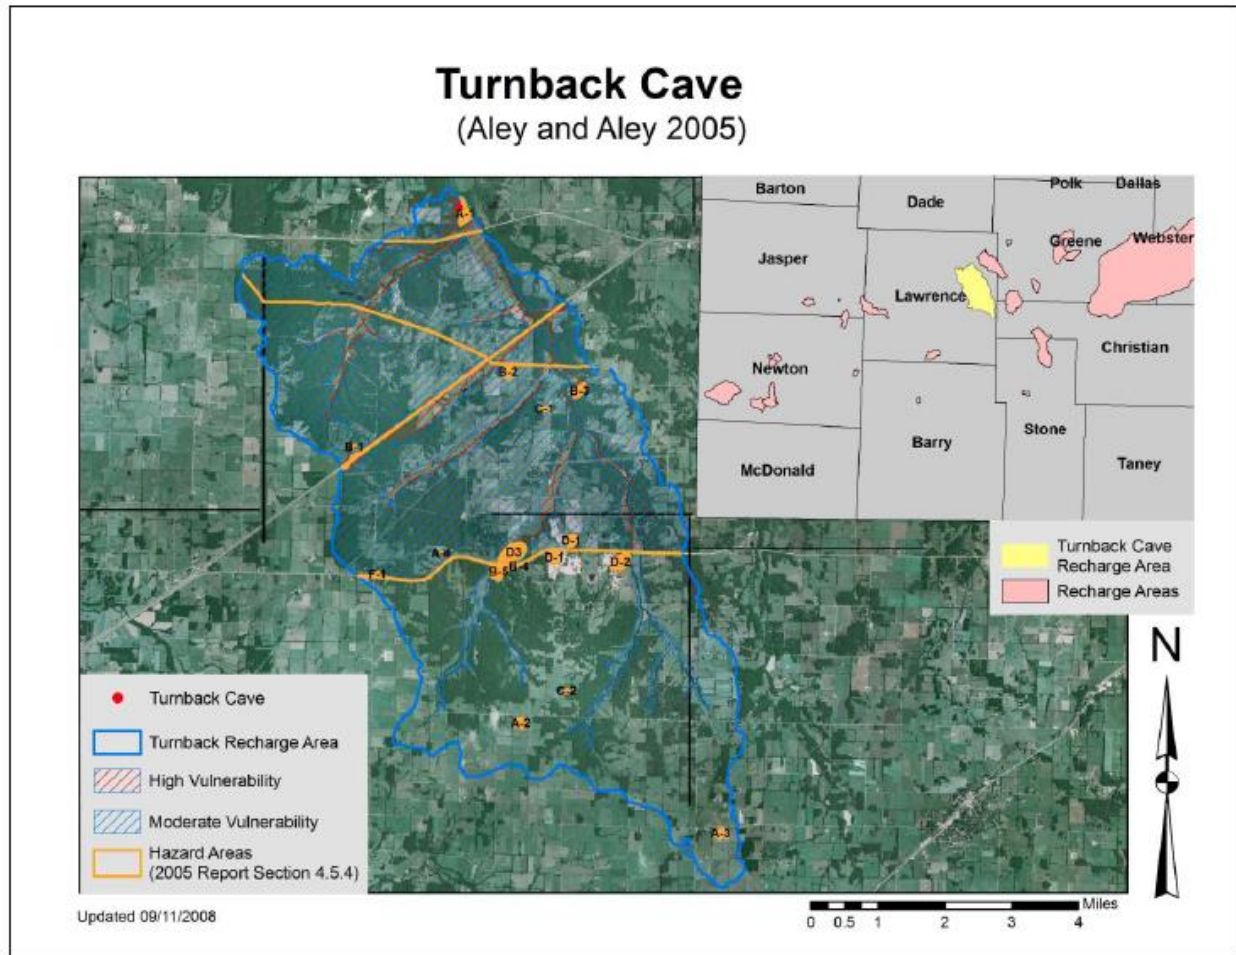 Turnback Cave
(Aley and Aley 2005)
Barton
Polk
Dallas
Dade
Greene
Webster
Jasper
Lawrence
Christian
Newton
Stone
Barry
Taney
McDonald
Turnback Cave
Recharge Area
Recharge Areas
B-2
C-1
B-1
D-1
D3
D-1
D-2
B-4
F-1
C-2
A-2
A-3
N
Turnback Cave
Turnback Recharge Area
High Vulnerability
Moderate Vulnerability
Hazard Areas
(2005 Report Section 4.5.4)
Updated 09/11/2008
Miles
0 0.5 1 2 3 4